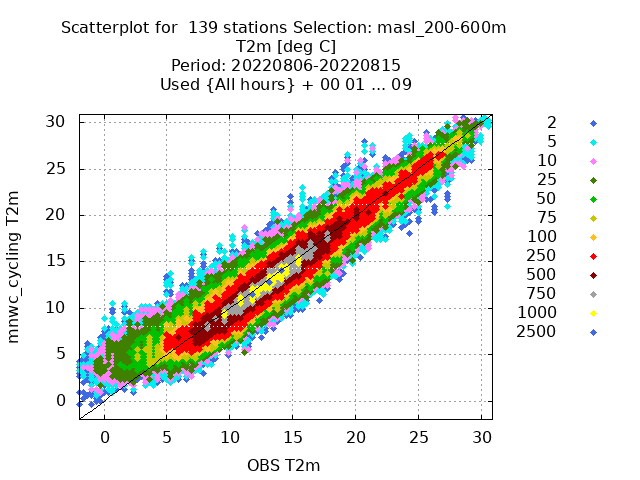 Scatterplot for  139 stations Selection: masl_200-600m
T2m [deg C]
Period: 20220806-20220815
Used {All hours} + 00 01 ... 09
mnwc_cycling T2m
30
25
20
15
10
5
0
0 5 10 15 20 25 30
OBS T2m
2
5
10
25
50
75
100
250
500
750
1000
2500